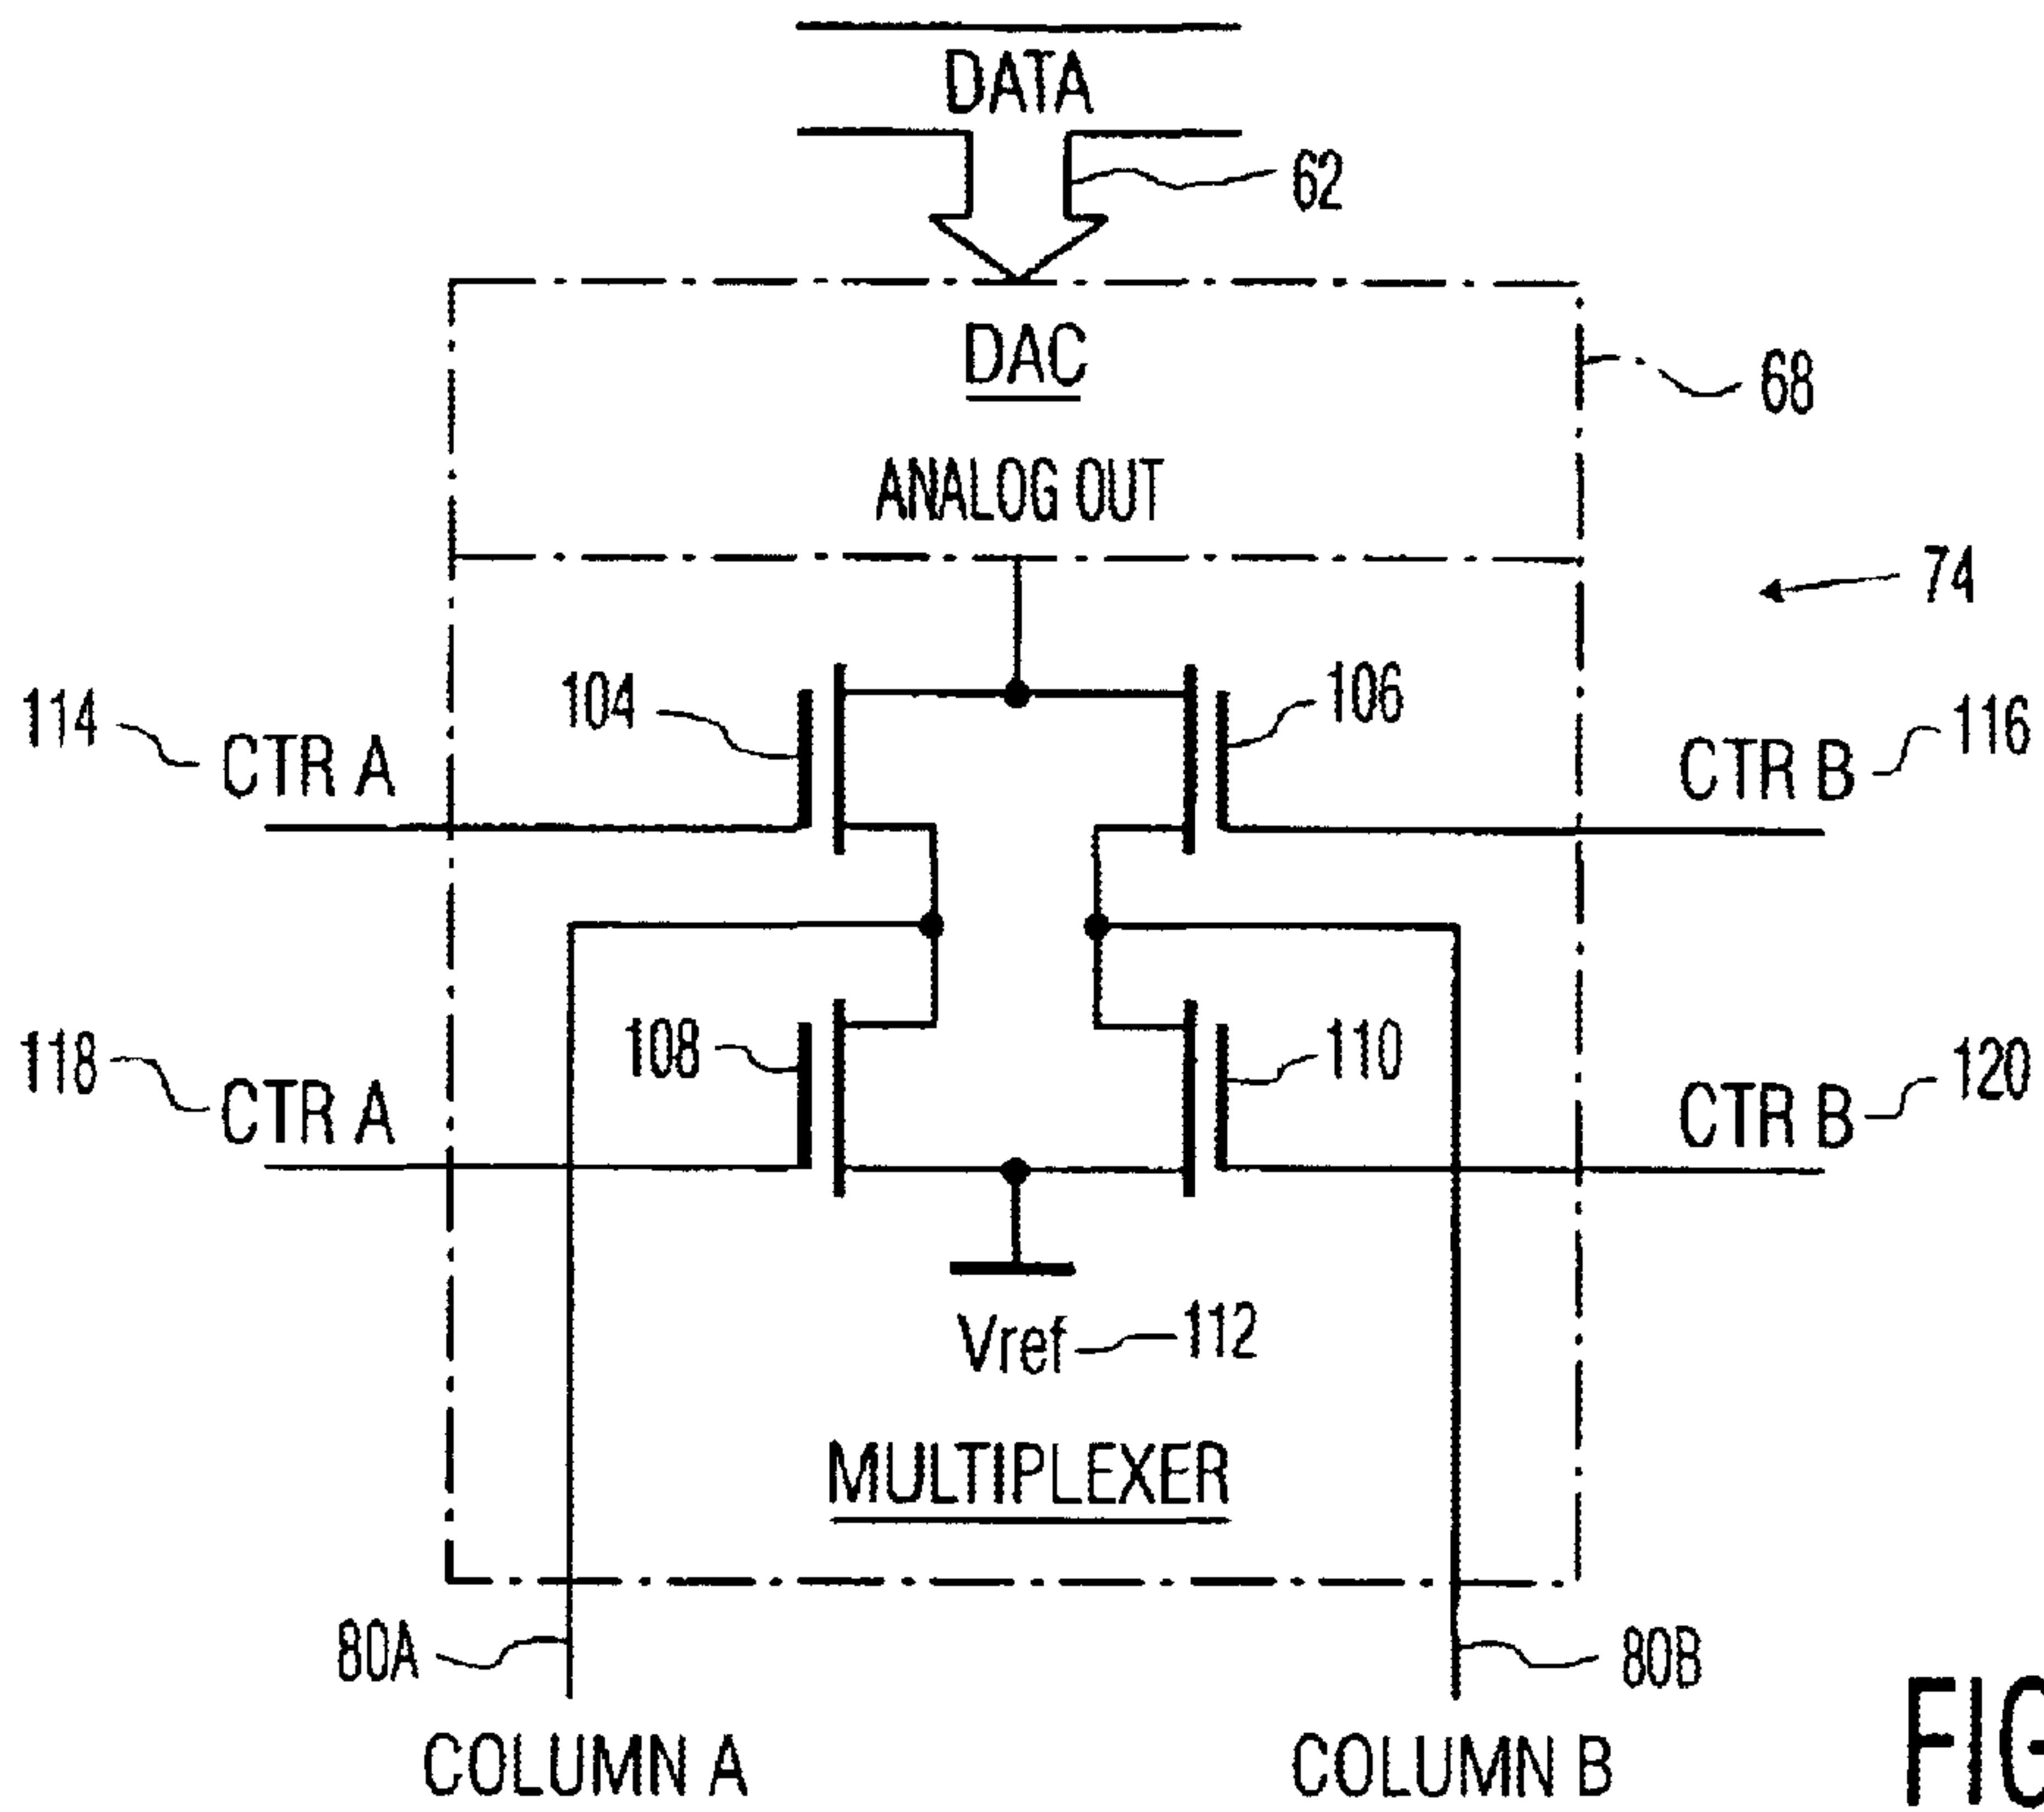 DATA
62
DAC
68
ANALOG OUT
74
104
106
114
CTR A
CTR B
116
108
110
118
CTR A
CTR B
120
Vref
112
MULTIPLEXER
80A
80B
COLUMN A
COLUMN B
FIG